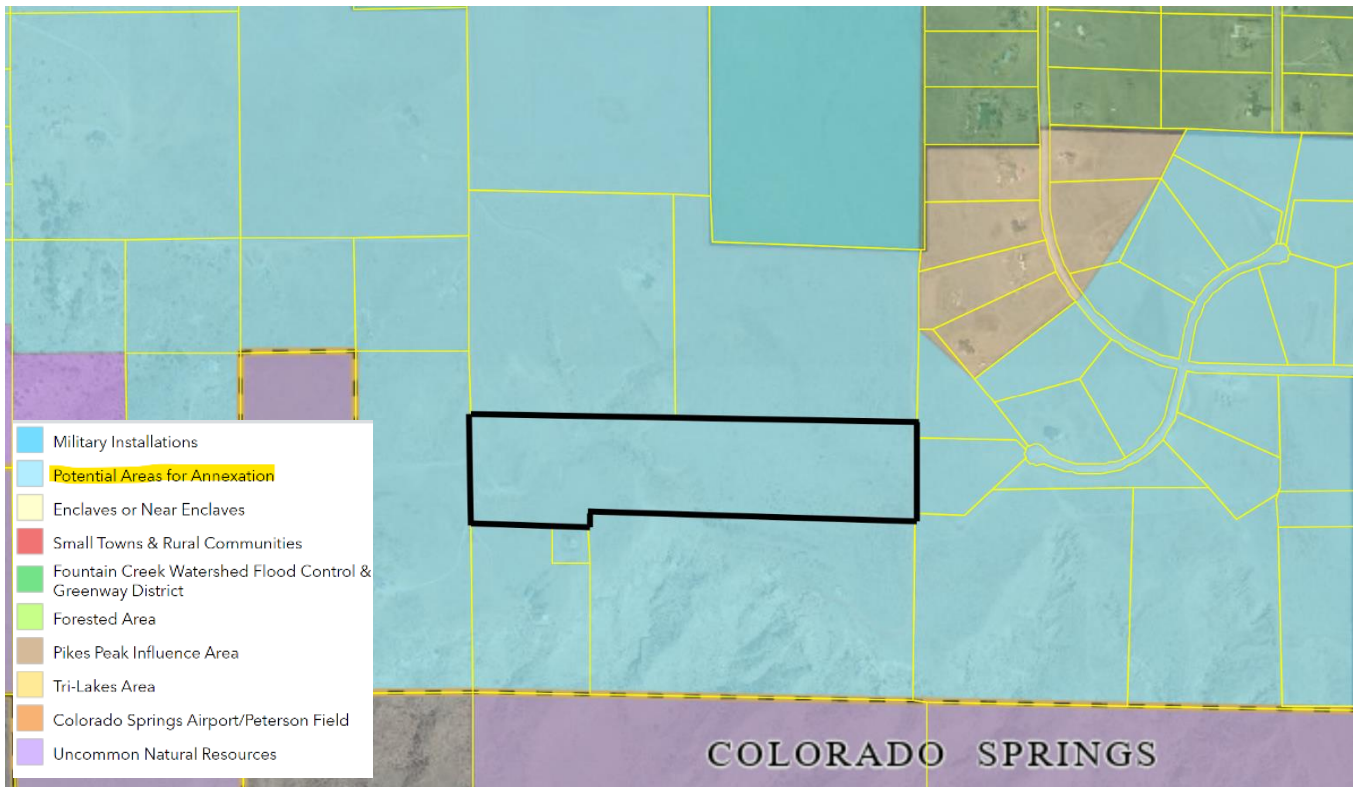 Military Installations
Potential Areas for Annexation
Enclaves or Near Enclaves
Small Towns & Rural Communities
Fountain Creek Watershed Flood Control &
Greenway District
Forested Area
Pikes Peak Influence Area
Tri-Lakes Area
Colorado Springs Airport/Peterson Field
Uncommon Natural Resources
COLORADO SPRINGS